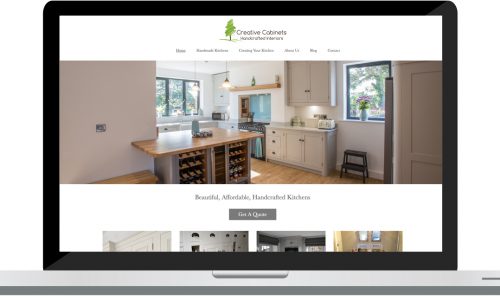 Creative Cabinets
Handcrafted Interiors
Home Handmade Kitchens Creating Your Kitchen About Us Blog Contact
Beautiful, Affordable, Handcrafted Kitchens
Get A Quote